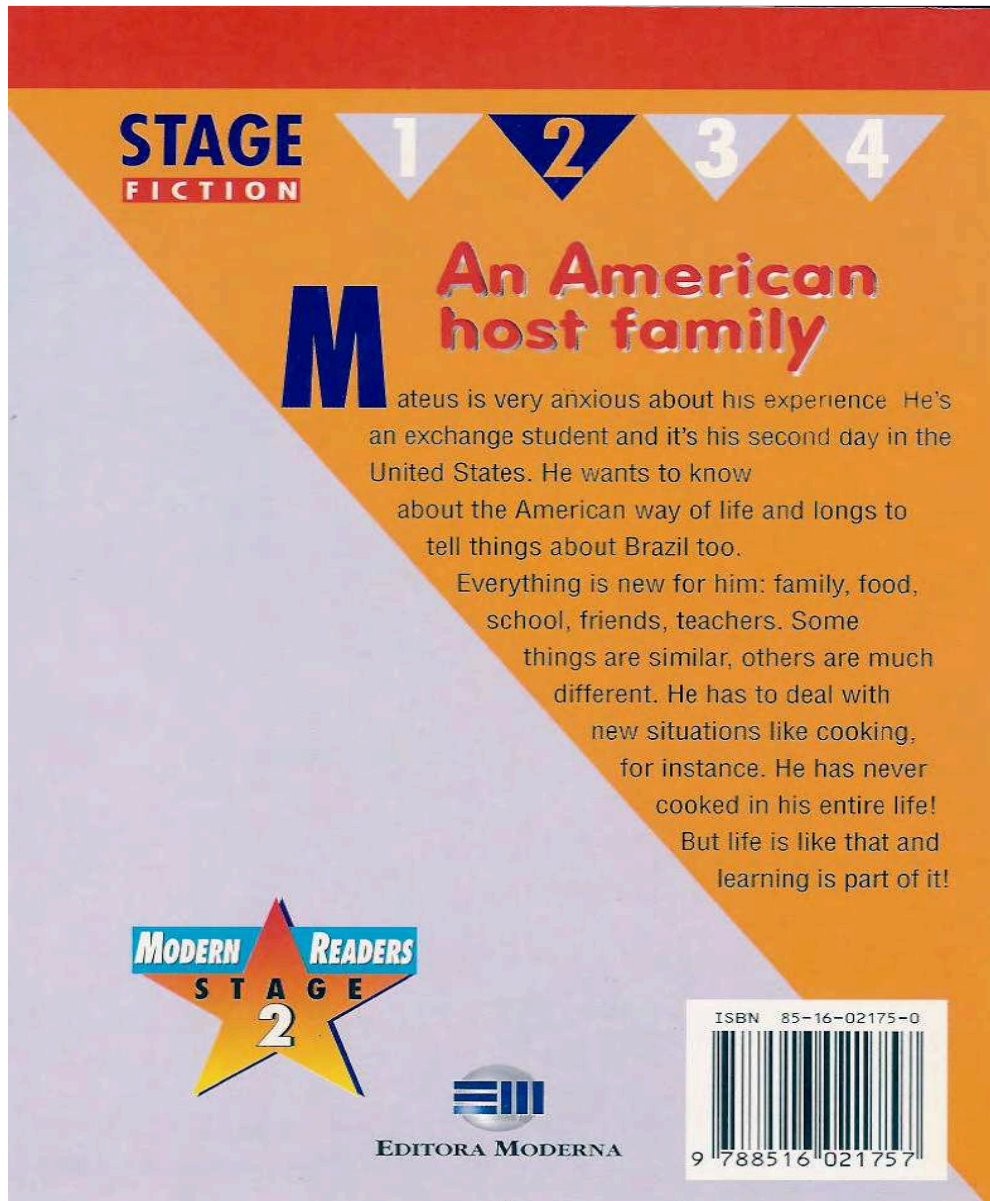 STAGE
FICTION
1 2 3 4
An American
host family
Mateus is very anxious about his experience He's
an exchange student and it's his second day in the
United States. He wants to know
about the American way of life and longs to
tell things about Brazil too.
Everything is new for him: family, food,
school, friends, teachers. Some
things are similar, others are much
different. He has to deal with
new situations like cooking,
for instance. He has never
cooked in his entire life!
But life is like that and
learning is part of it!
MODERN READERS
STAGE
2
EDITORA MODERNA
ISBN 85-16-02175-0
9 788516 021757